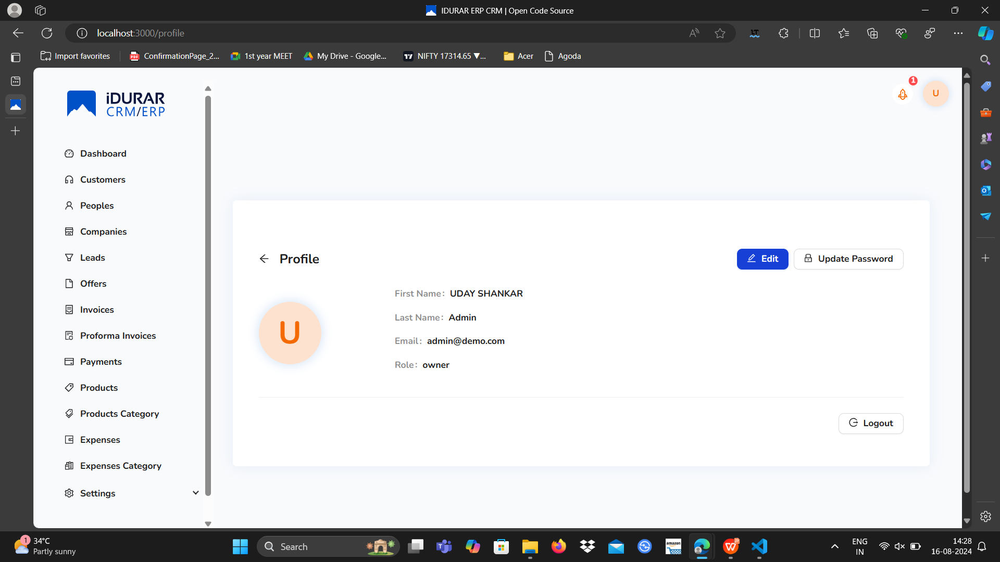 IDURAR ERP CRM | Open Code Source
localhost:3000/profile
Import favorites
PDF
ConfirmationPage_2...
1st year MEET
My Drive - Google...
NIFTY 17314.65 ▼...
Acer
Agoda
iDURAR
CRM/ERP
1
U
Dashboard
Customers
Peoples
Companies
Leads
Offers
Invoices
Proforma Invoices
Payments
Products
Products Category
Expenses
Expenses Category
Settings
Profile
Edit
Update Password
U
First Name: UDAY SHANKAR
Last Name: Admin
Email: admin@demo.com
Role: owner
Logout
1
34°C
Partly sunny
Search
amazon
ENG
IN
14:28
16-08-2024